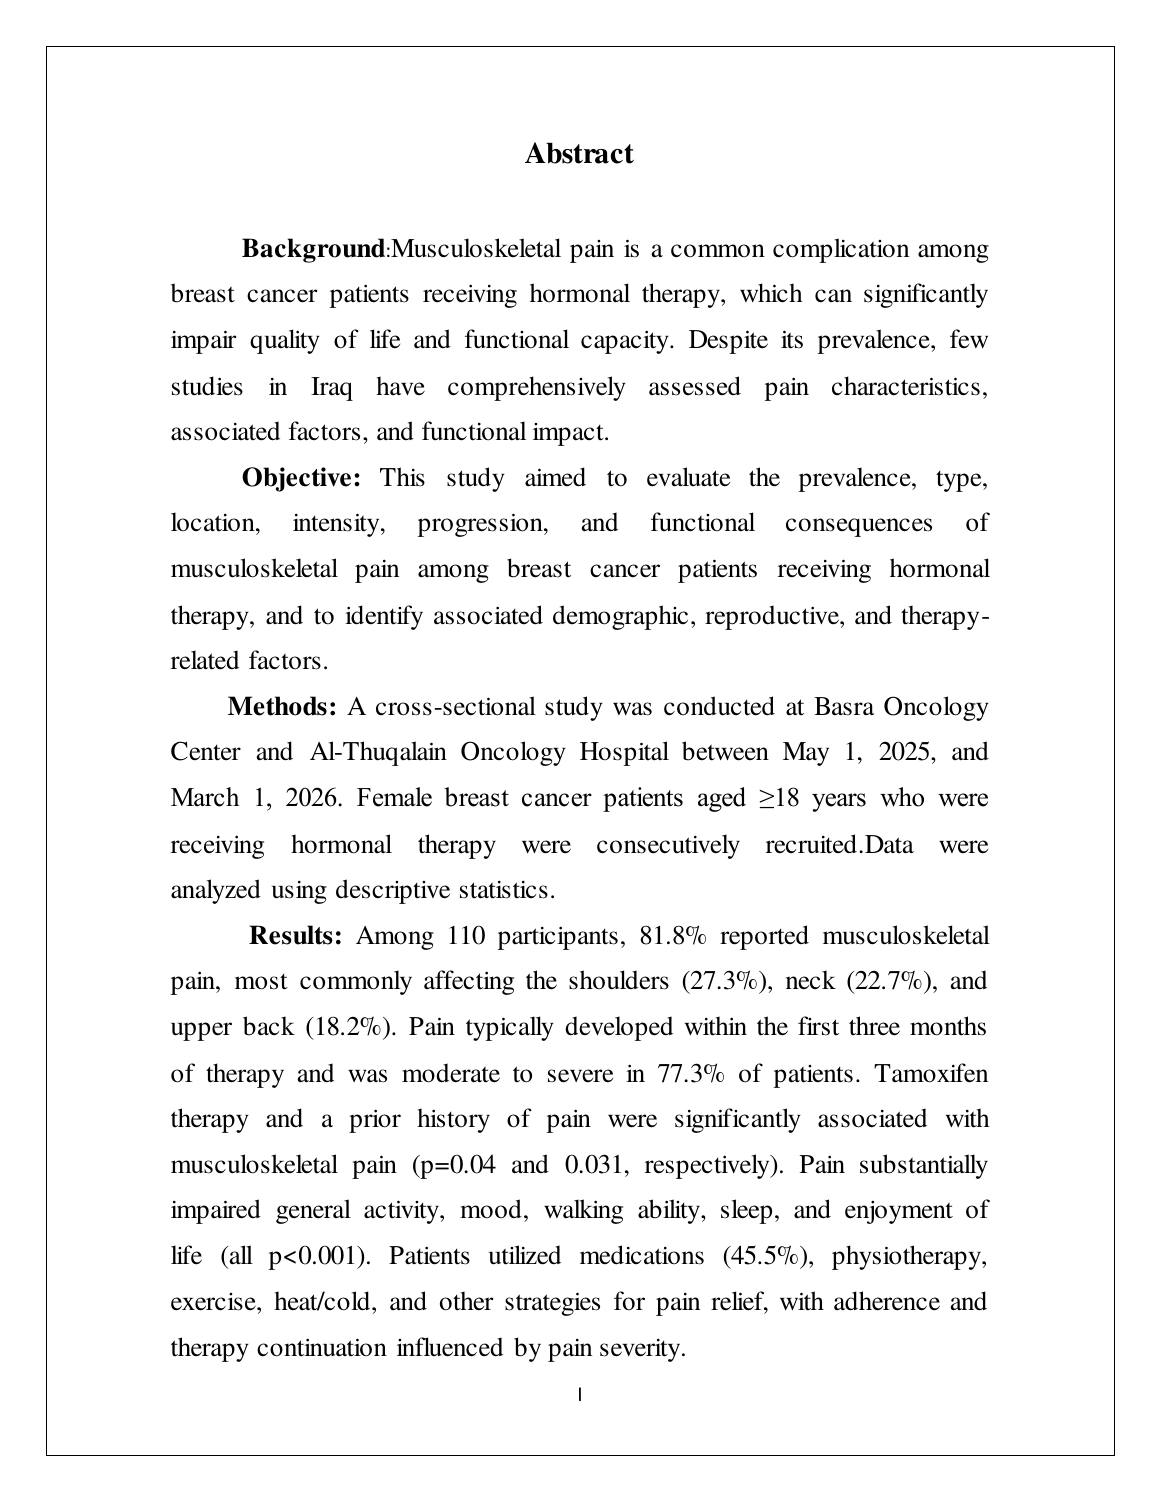 Abstract
Background:Musculoskeletal pain is a common complication among
breast cancer patients receiving hormonal therapy, which can significantly
impair quality of life and functional capacity. Despite its prevalence, few
studies in Iraq have comprehensively assessed pain characteristics,
associated factors, and functional impact.
Objective: This study aimed to evaluate the prevalence, type,
location, intensity, progression, and functional consequences of
musculoskeletal pain among breast cancer patients receiving hormonal
therapy, and to identify associated demographic, reproductive, and therapy-
related factors.
Methods: A cross-sectional study was conducted at Basra Oncology
Center and Al-Thuqalain Oncology Hospital between May 1, 2025, and
March 1, 2026. Female breast cancer patients aged ≥18 years who were
receiving hormonal therapy were consecutively recruited.Data were
analyzed using descriptive statistics.
Results: Among 110 participants, 81.8% reported musculoskeletal
pain, most commonly affecting the shoulders (27.3%), neck (22.7%), and
upper back (18.2%). Pain typically developed within the first three months
of therapy and was moderate to severe in 77.3% of patients. Tamoxifen
therapy and a prior history of pain were significantly associated with
musculoskeletal pain (p=0.04 and 0.031, respectively). Pain substantially
impaired general activity, mood, walking ability, sleep, and enjoyment of
life (all p<0.001). Patients utilized medications (45.5%), physiotherapy,
exercise, heat/cold, and other strategies for pain relief, with adherence and
therapy continuation influenced by pain severity.
I